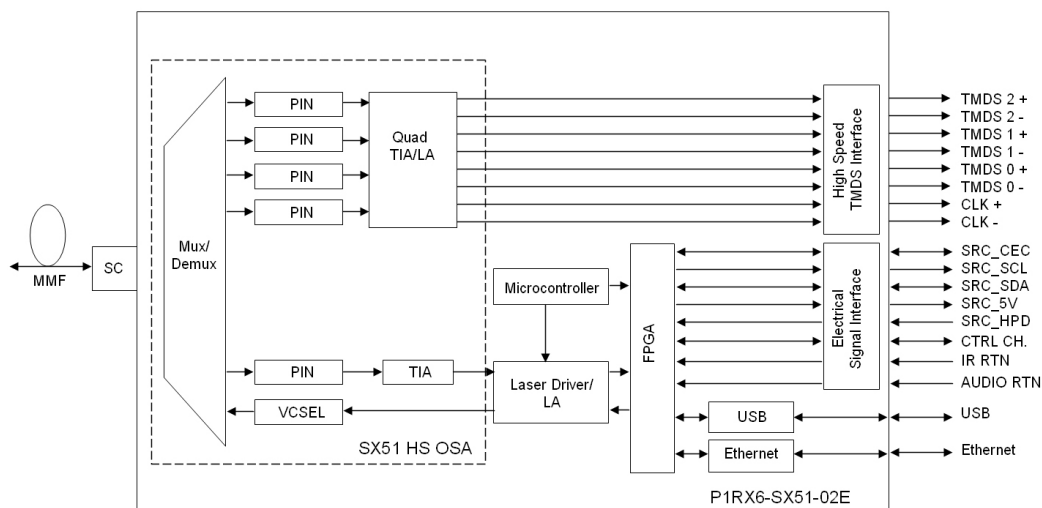 PIN
PIN
PIN
PIN
Quad
TIA/LA
High Speed
TMDS Interface
TMDS 2 +
TMDS 2 -
TMDS 1 +
TMDS 1 -
TMDS 0 +
TMDS 0 -
CLK +
CLK -
Mux/
Demux
SC
MMF
Microcontroller
FPGA
Electrical
Signal Interface
SRC_CEC
SRC_SCL
SRC_SDA
SRC_5V
SRC_HPD
CTRL CH.
IR RTN
AUDIO RTN
PIN
TIA
Laser Driver/
LA
VCSEL
USB
USB
SX51 HS OSA
Ethernet
Ethernet
P1RX6-SX51-02E